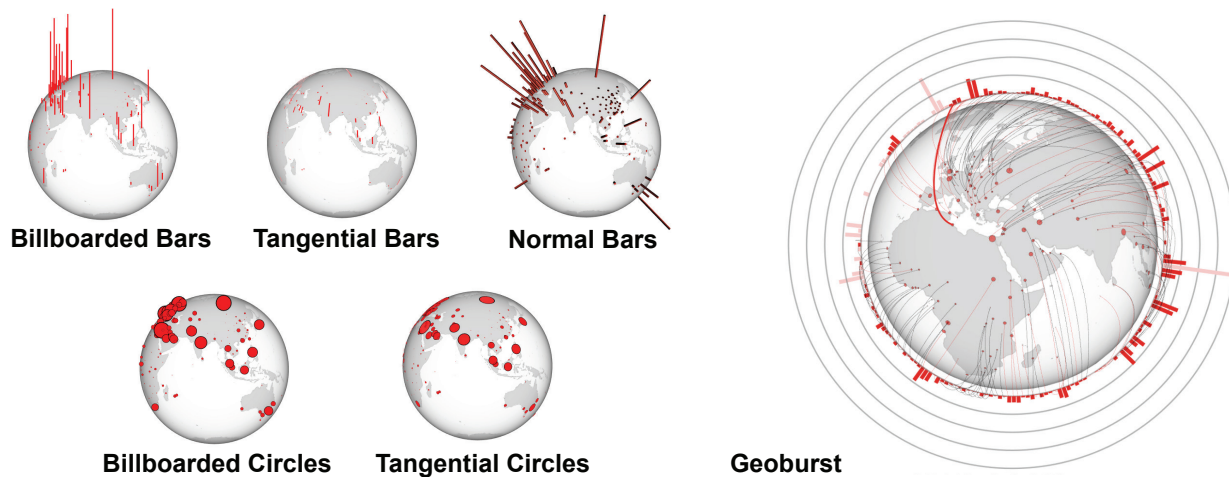 Billboarded Bars
Tangential Bars
Normal Bars
Billboarded Circles
Tangential Circles
Geoburst